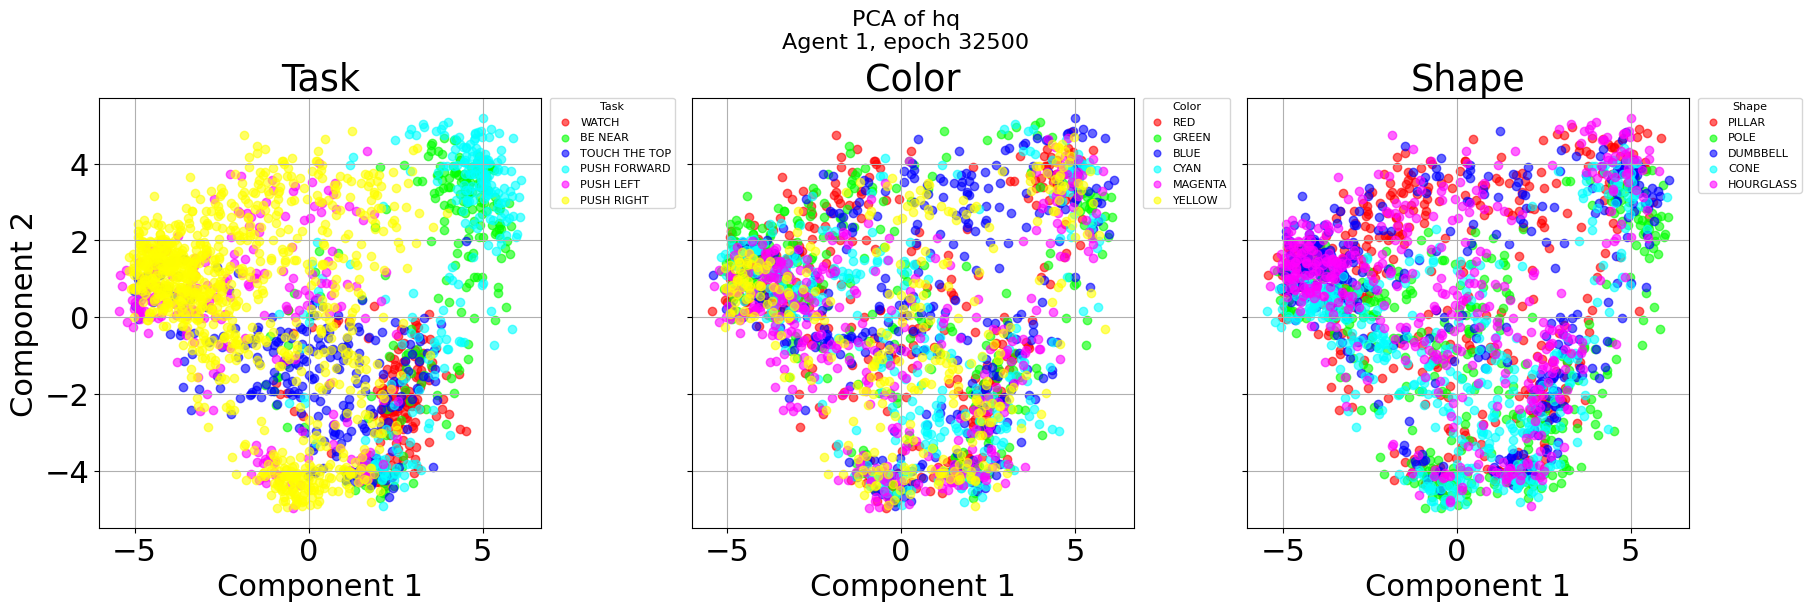 PCA of hq
Agent 1, epoch 32500
Task
Color
Shape
Component 2
4
2
0
−2
−4
−5
0
5
Component 1
Task
WATCH
BE NEAR
TOUCH THE TOP
PUSH FORWARD
PUSH LEFT
PUSH RIGHT
−5
0
5
Component 1
Color
RED
GREEN
BLUE
CYAN
MAGENTA
YELLOW
−5
0
5
Component 1
Shape
PILLAR
POLE
DUMBBELL
CONE
HOURGLASS